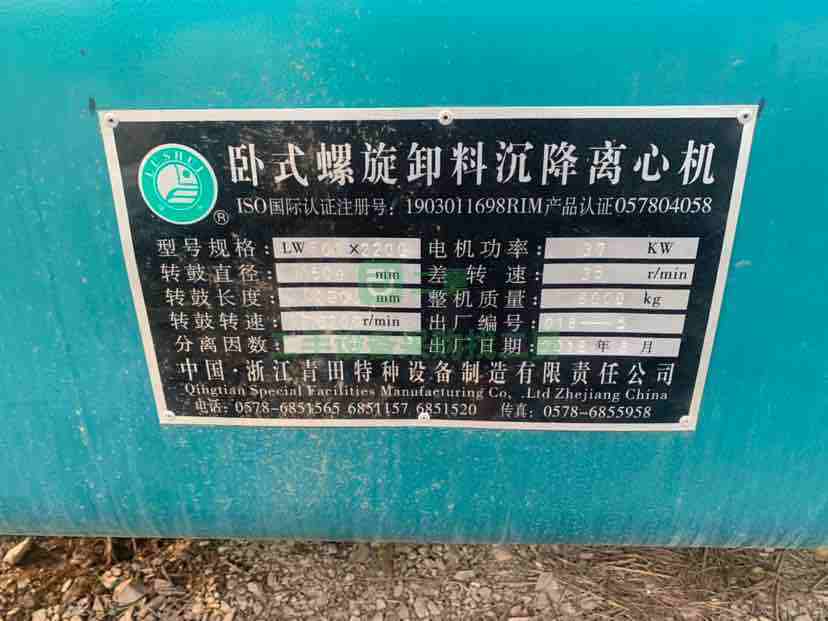 LUSHUI
®
卧式螺旋卸料沉降离心机
ISO国际认证注册号：1903011698RIM产品认证057804058
型号规格： LW500×2200 电机功率： 37 KW
转鼓直径： 500 mm 差转速： r/min
转鼓长度： mm 整机质量： kg
转鼓转速： r/min 出厂编号：
分离因数： 出厂日期： 年 月
中国·浙江青田特种设备制造有限责任公司
Qingtian Special Facilities Manufacturing Co, .Ltd Zhejiang China
电话：0578-6851565 6851157 6851520 传真：0578-6855958